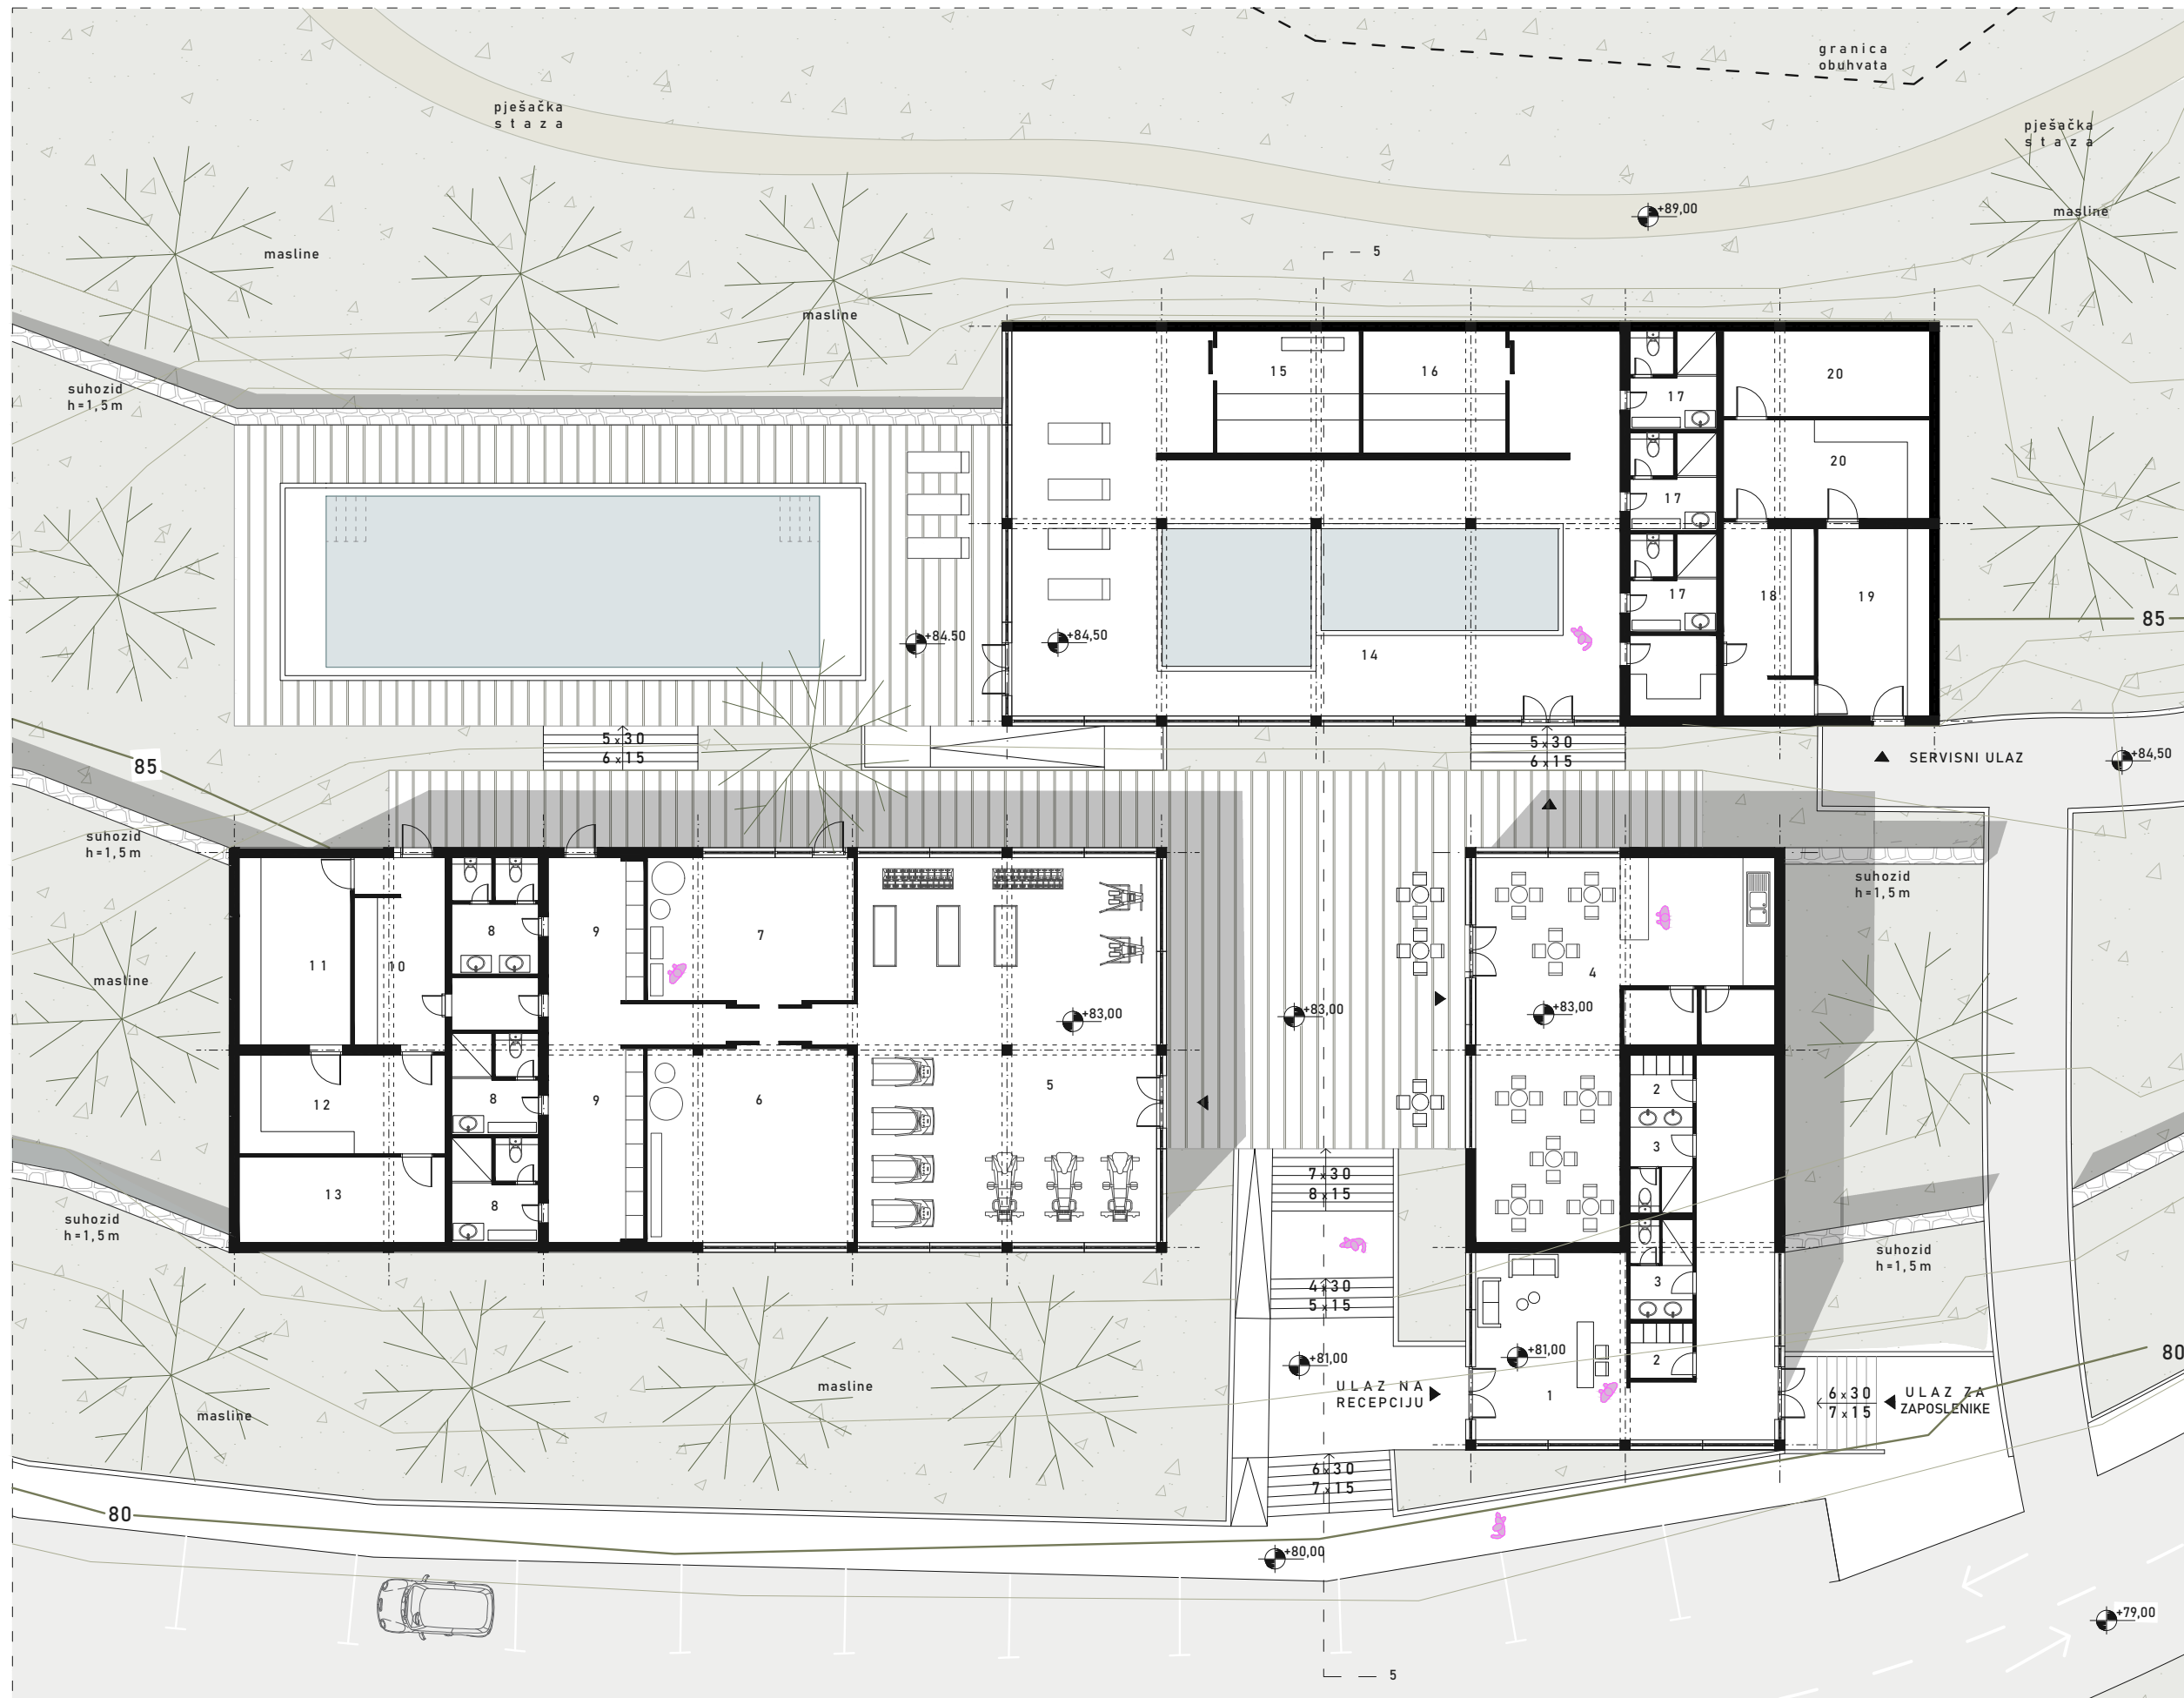 granica
obuhvata
pješačka
staza
pješačka
staza
masline
+89,00
masline
5
masline
suhozid
h=1,5m
15
16
17
20
17
20
17
18
19
+84.50
+84,50
14
85
85
5x30
6x15
5x30
6x15
SERVISNI ULAZ
+84,50
suhozid
h=1,5m
suhozid
h=1,5m
11
10
8
9
7
4
masline
+83,00
+83,00
+83,00
12
8
9
6
5
2
3
13
8
7x30
8x15
suhozid
h=1,5m
suhozid
h=1,5m
4x30
5x15
3
+81,00
+81,00
2
80
masline
ULAZ NA
RECEPCIJU
1
6x30
7x15
ULAZ ZA
ZAPOSLENIKE
masline
6x30
7x15
80
+80,00
+79,00
5